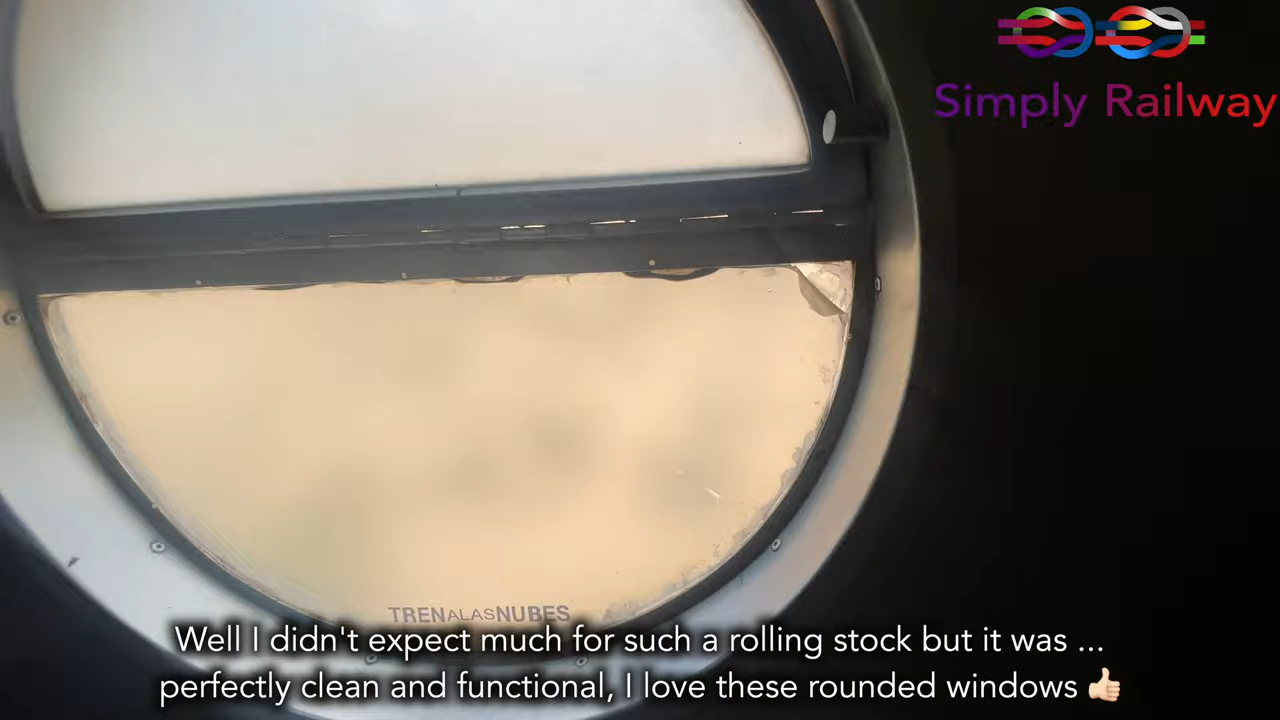 Simply Railway
TRENALASNUBES
Well I didn't expect much for such a rolling stock but it was ...
perfectly clean and functional, I love these rounded windows 👍🏻